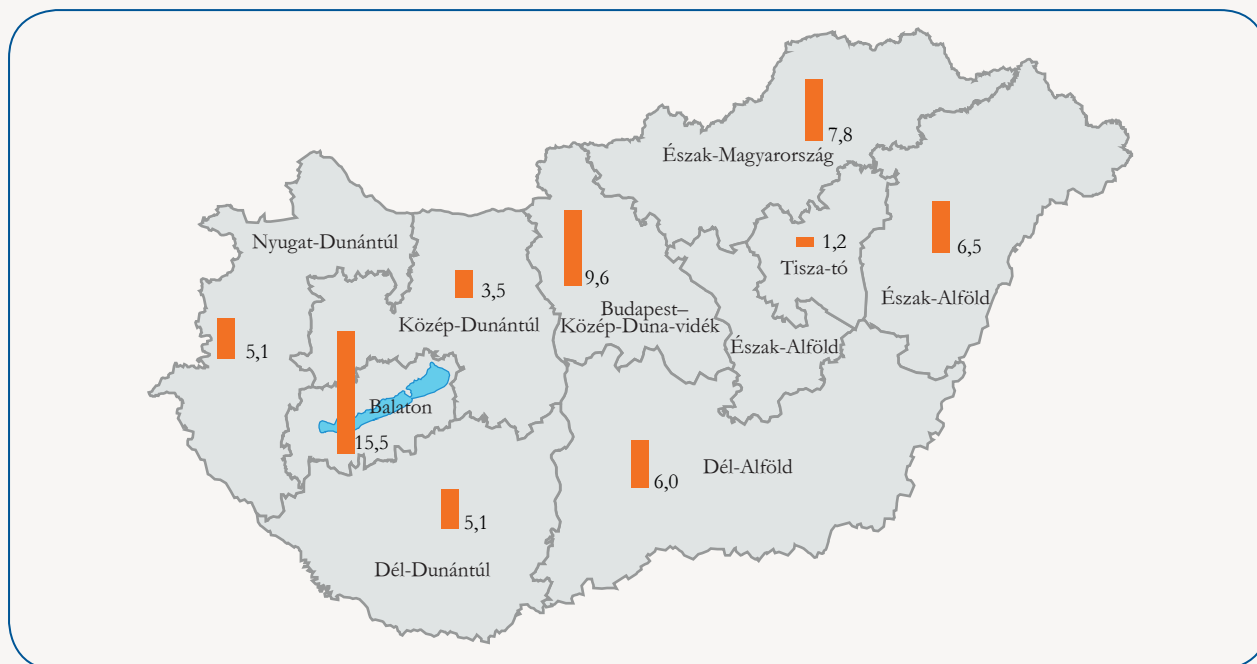 7,8
Észak-Magyarország
Nyugat-Dunántúl
1,2
Tisza-tó
6,5
Észak-Alföld
3,5
Közép-Dunántúl
9,6
Budapest–
Közép-Duna-vidék
Észak-Alföld
5,1
Balaton
15,5
Dél-Alföld
6,0
5,1
Dél-Dunántúl